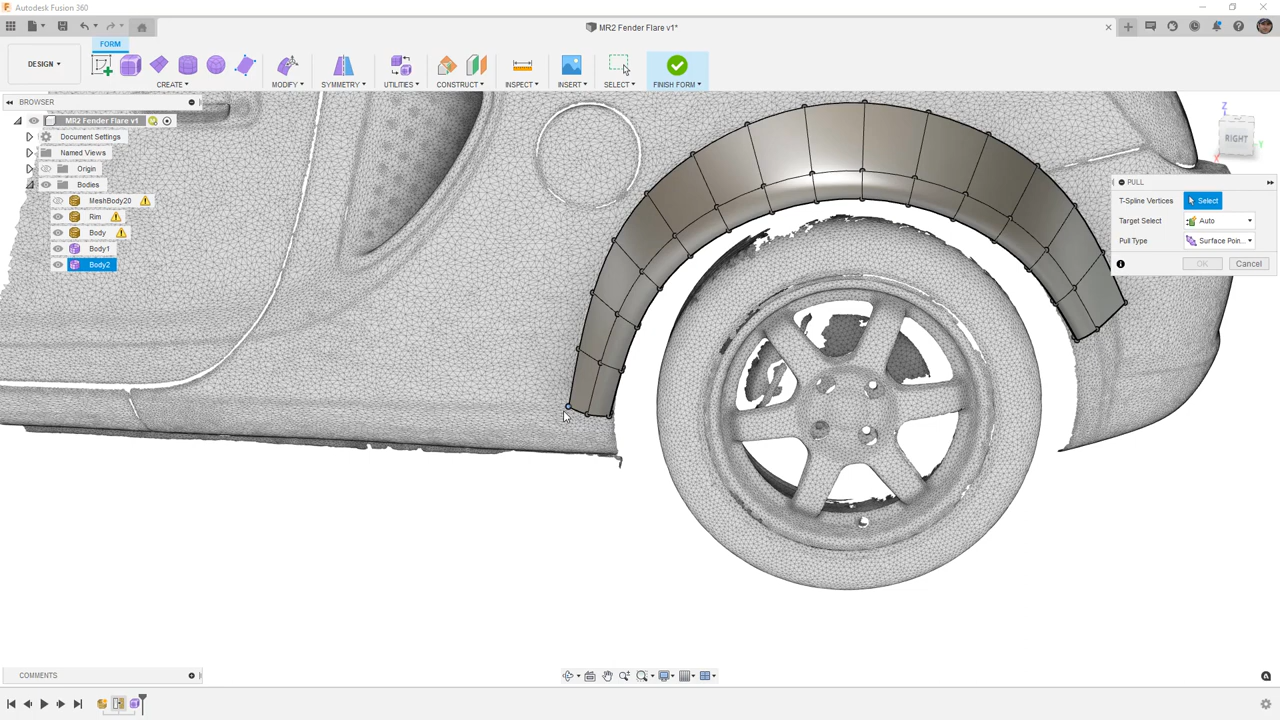 Autodesk Fusion 360
MR2 Fender Flare v1*
FORM
DESIGN
CREATE
MODIFY
SYMMETRY
UTILITIES
CONSTRUCT
INSPECT
INSERT
SELECT
FINISH FORM
BROWSER
MR2 Fender Flare v1
Document Settings
Named Views
Origin
Bodies
MeshBody20
Rim
Body
Body1
Body2
Z
RIGHT
Y
X
PULL
T-Spline Vertices
Select
Target Select
Auto
Pull Type
Surface Poin...
OK
Cancel
COMMENTS